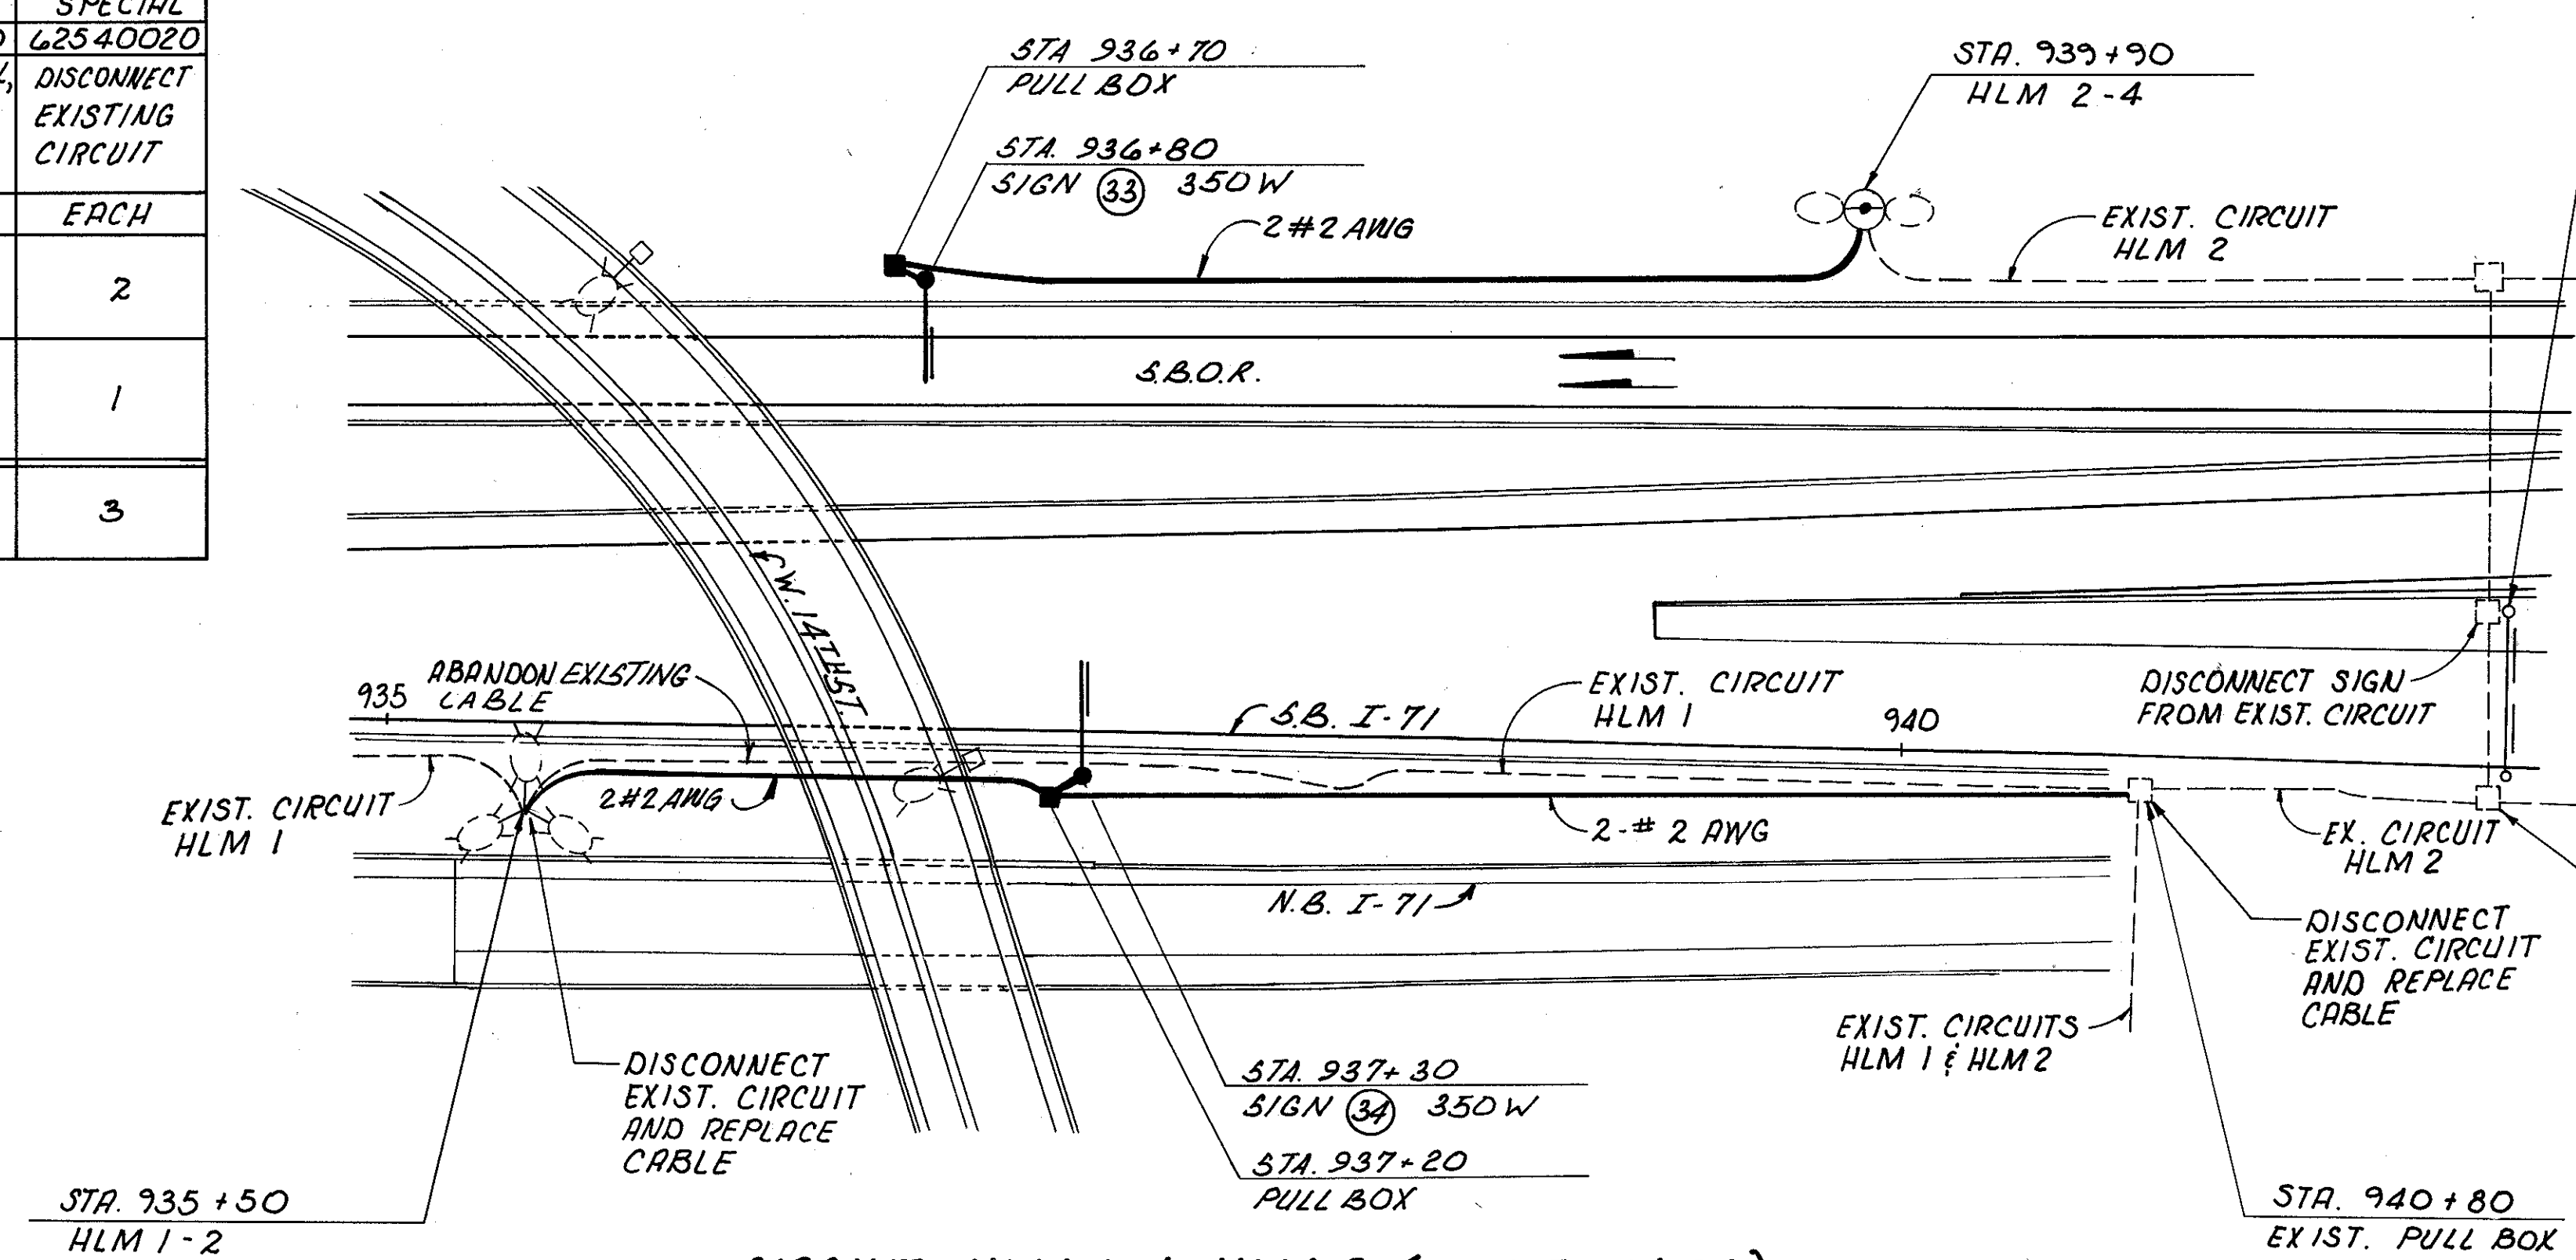 SPECIAL
62540020
DISCONNECT
EXISTING
CIRCUIT
EACH
2
1
3
STA 936+70
PULL BOX
STA. 936+80
SIGN 33 350W
2#2 AWG
STA. 939+90
HLM 2-4
EXIST. CIRCUIT
HLM 2
S.B.O.R.
W. 14TH ST.
935
ABANDON EXISTING
CABLE
EXIST. CIRCUIT
HLM 1
S.B. I-71
940
DISCONNECT SIGN
FROM EXIST. CIRCUIT
EXIST. CIRCUIT
HLM 1
2#2 AWG
2-#2 AWG
EX. CIRCUIT
HLM 2
N.B. I-71
DISCONNECT
EXIST. CIRCUIT
AND REPLACE
CABLE
EXIST. CIRCUITS
HLM 1 & HLM 2
DISCONNECT
EXIST. CIRCUIT
AND REPLACE
CABLE
STA. 937+30
SIGN 34 350W
STA. 937+20
PULL BOX
STA. 935+50
HLM 1-2
STA. 940+80
EXIST. PULL BOX